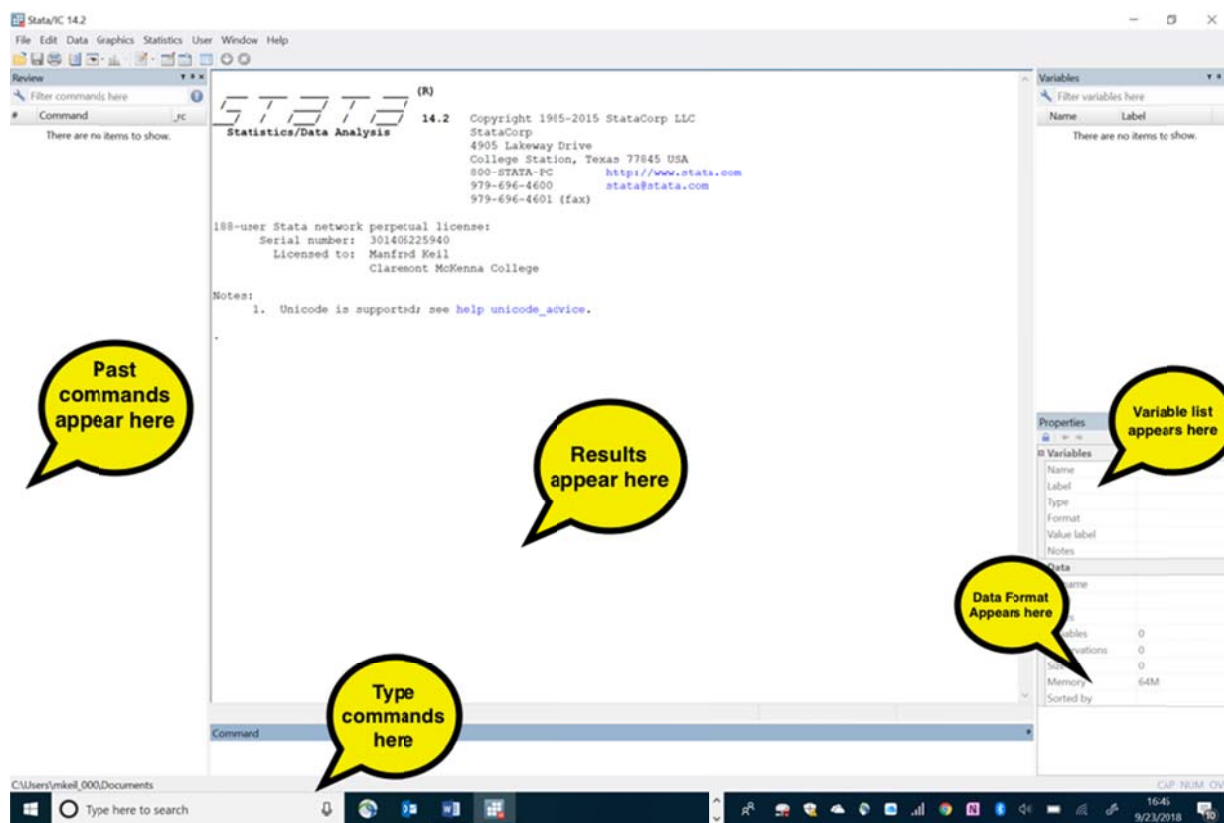 Stata/IC 14.2
File Edit Data Graphics Statistics User Window Help
Review
Filter commands here
# Command _rc
There are no items to show.
(R)
14.2 Copyright 1985-2015 StataCorp LLC
Statistics/Data Analysis StataCorp
4905 Lakeway Drive
College Station, Texas 77845 USA
800-STATA-PC http://www.stata.com
979-696-4600 stata@stata.com
979-696-4601 (fax)
188-user Stata network perpetual license:
Serial number: 301406225940
Licensed to: Manfred Keil
Claremont McKenna College
Notes:
1. Unicode is supported; see help unicode_advice.
.
Past
commands
appear here
Results
appear here
Type
commands
here
Command
Variables
Filter variables here
Name Label
There are no items to show.
Variable list
appears here
Properties
Variables
Name
Label
Type
Format
Value label
Notes
Data
Data Format
Appears here
0
0
0
Memory 64M
Sorted by
C:\Users\mkeil_000\Documents
CAP NUM OV
Type here to search
16:45
9/23/2018